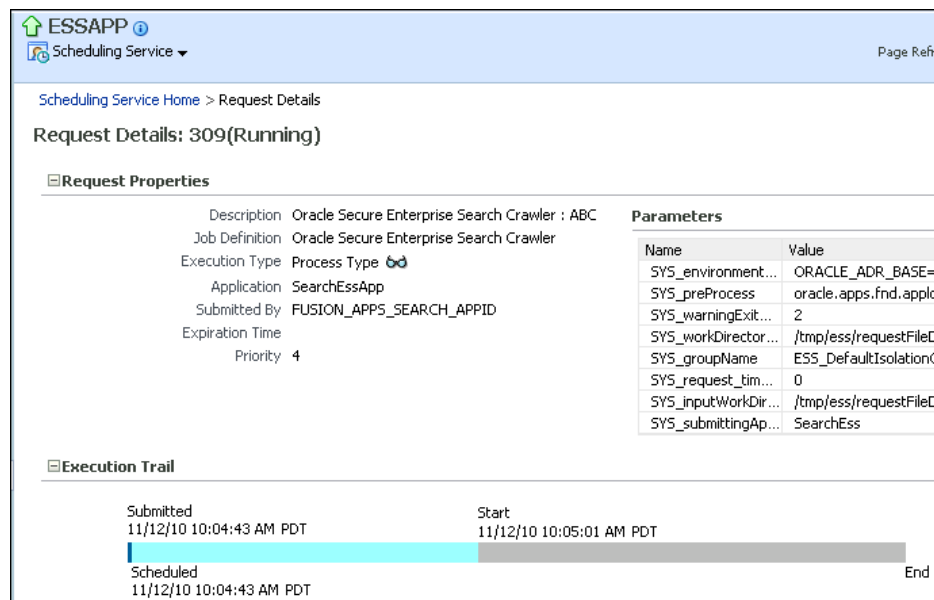 ESSAPP
Scheduling Service
Page Refr
Scheduling Service Home > Request Details
Request Details: 309(Running)
Request Properties
Description Oracle Secure Enterprise Search Crawler : ABC
Job Definition Oracle Secure Enterprise Search Crawler
Execution Type Process Type
Application SearchEssApp
Submitted By FUSION_APPS_SEARCH_APPID
Expiration Time
Priority 4
Parameters
Name Value
SYS_environment... ORACLE_ADR_BASE=
SYS_preProcess oracle.apps.fnd.applc
SYS_warningExit... 2
SYS_workDirector... /tmp/ess/requestFileD
SYS_groupName ESS_DefaultIsolation
SYS_request_tim... 0
SYS_inputWorkDir... /tmp/ess/requestFileD
SYS_submittingAp... SearchEss
Execution Trail
Submitted
11/12/10 10:04:43 AM PDT
Start
11/12/10 10:05:01 AM PDT
Scheduled
11/12/10 10:04:43 AM PDT
End